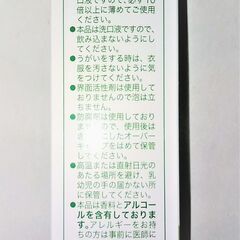 口液ですので、必ず10
倍以上に薄めてご使用
ください。
●本品は洗口液ですので、
飲み込まないようにし
てください。
●うがいをする時は、衣
服を汚さないように気
をつけてください。
●界面活性剤は使用して
おりませんので泡は立
ちません。
●防腐剤は使用しており
ませんので、使用後は
したオーバー
キャップをはめて保管
してください。
●高温または直射日光の
あたる場所を避け、乳
幼児の手の届かない所
に保管してください。
●本品は香料とアルコー
ルを含有しております。
アレルギーをお持
ちの方は事前に医師に